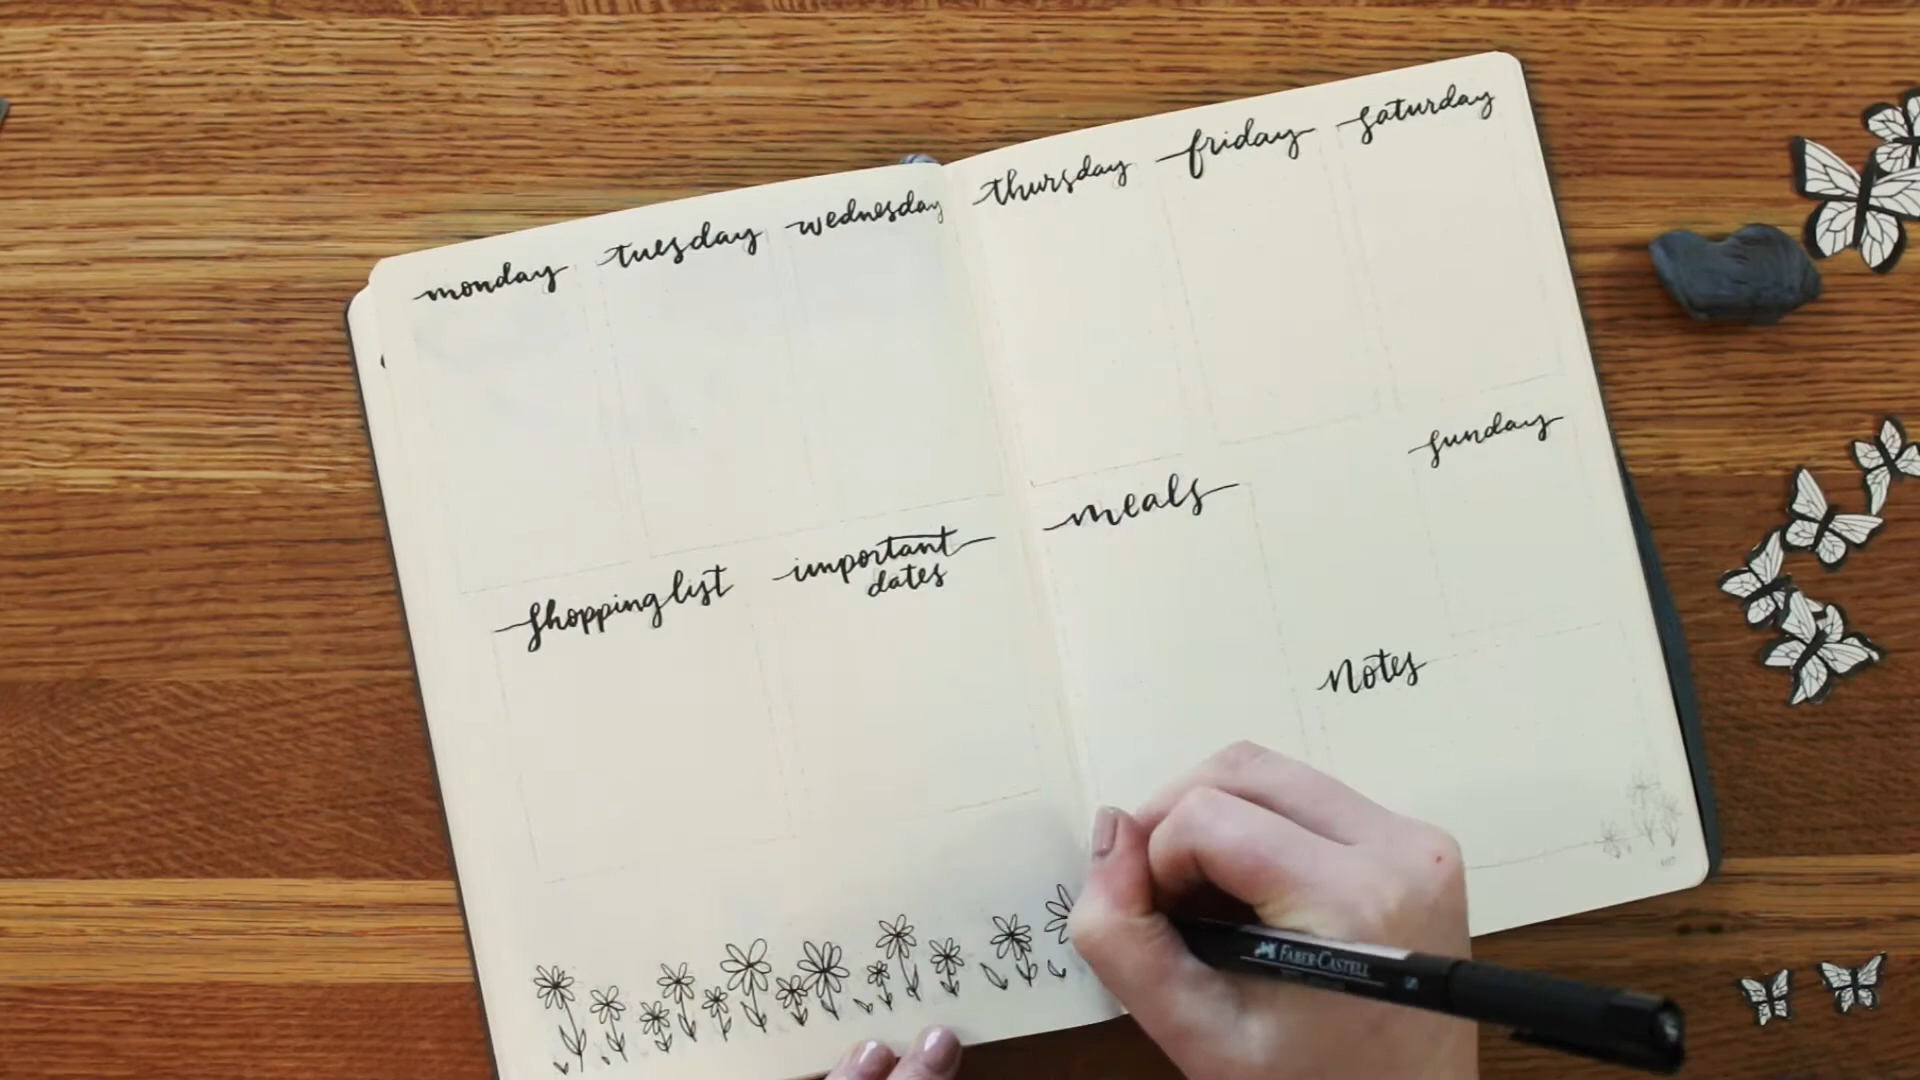 monday
tuesday
wednesday
thursday
friday
saturday
sunday
shopping list
important
dates
meals
Notes
FABER-CASTELL
S